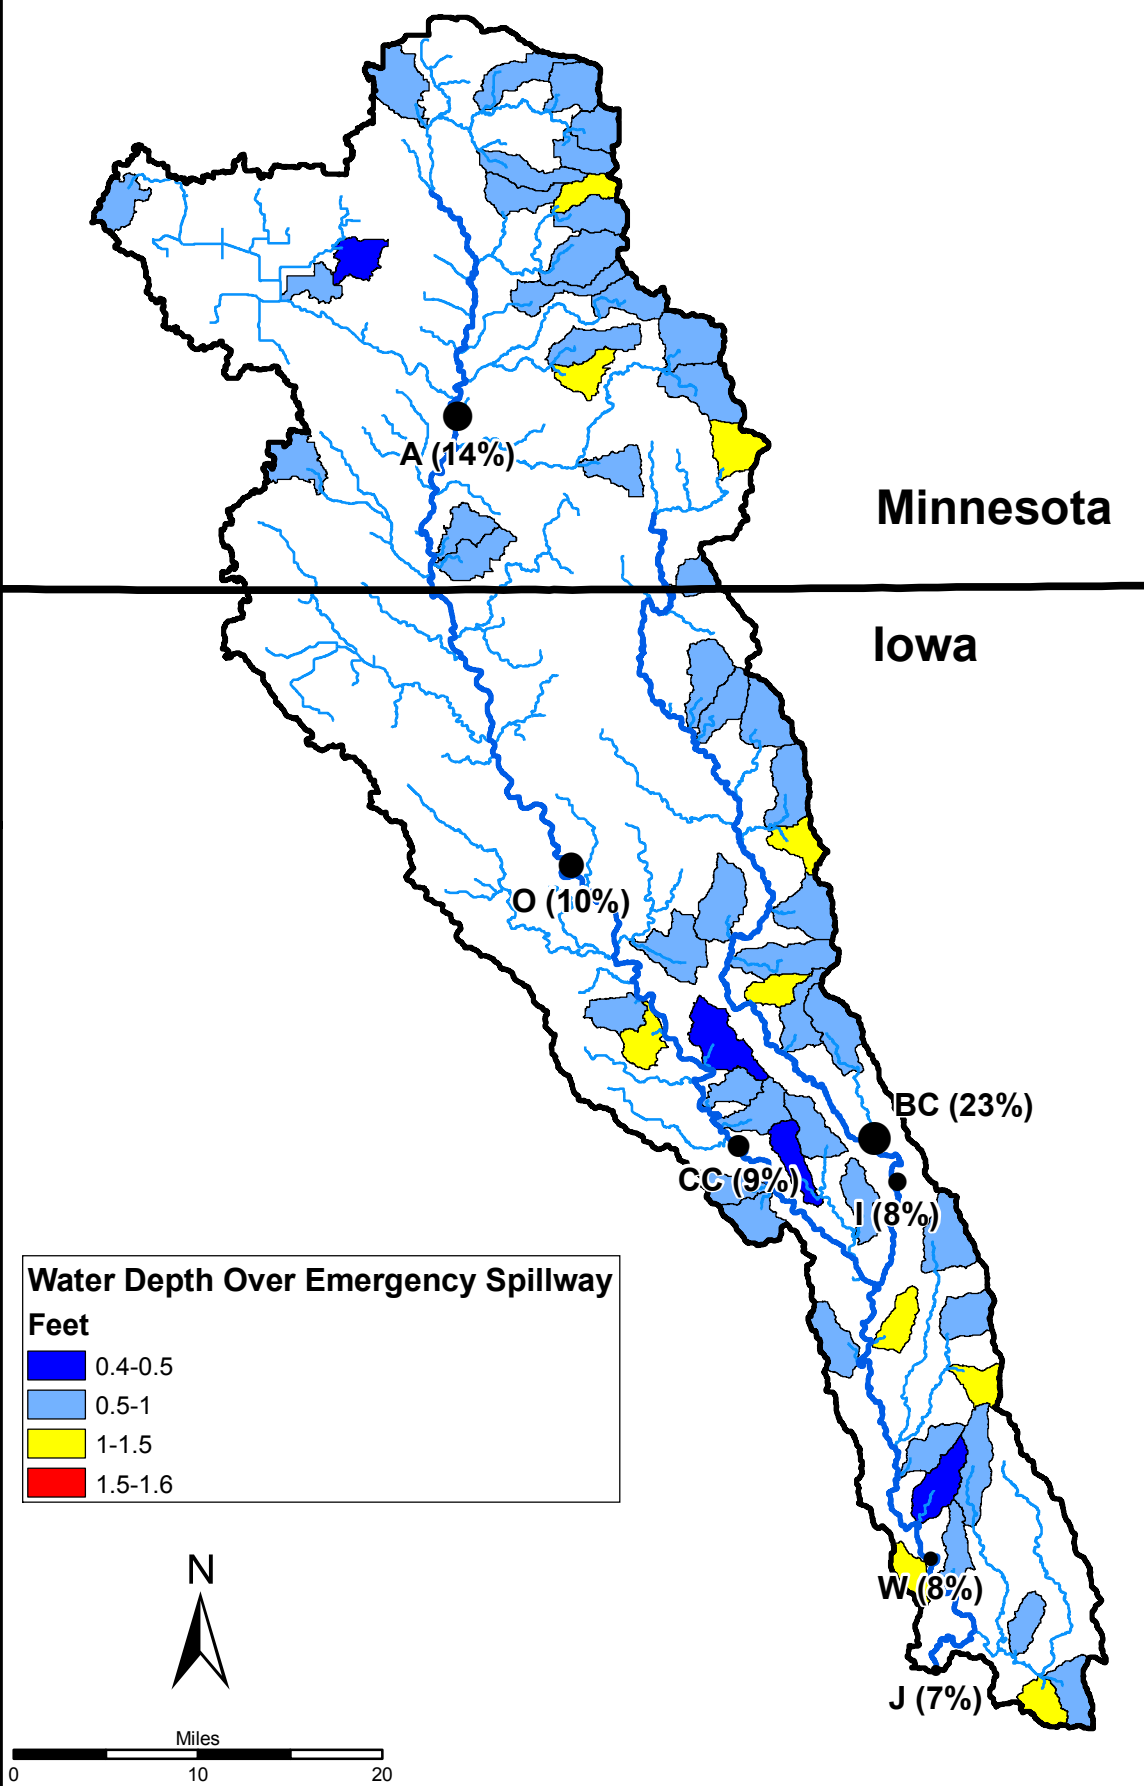 A (14%)
Minnesota
Iowa
O (10%)
BC (23%)
CC (9%)
I (8%)
Water Depth Over Emergency Spillway
Feet
0.4-0.5
0.5-1
1-1.5
1.5-1.6
N
W (8%)
J (7%)
Miles
0 10 20